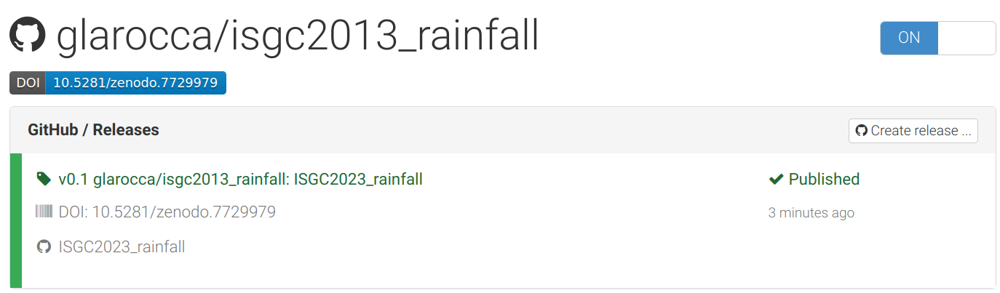 glarocca/isgc2013_rainfall
ON
DOI 10.5281/zenodo.7729979
GitHub / Releases
Create release ...
v0.1 glarocca/isgc2013_rainfall: ISGC2023_rainfall
Published
DOI: 10.5281/zenodo.7729979
3 minutes ago
ISGC2023_rainfall